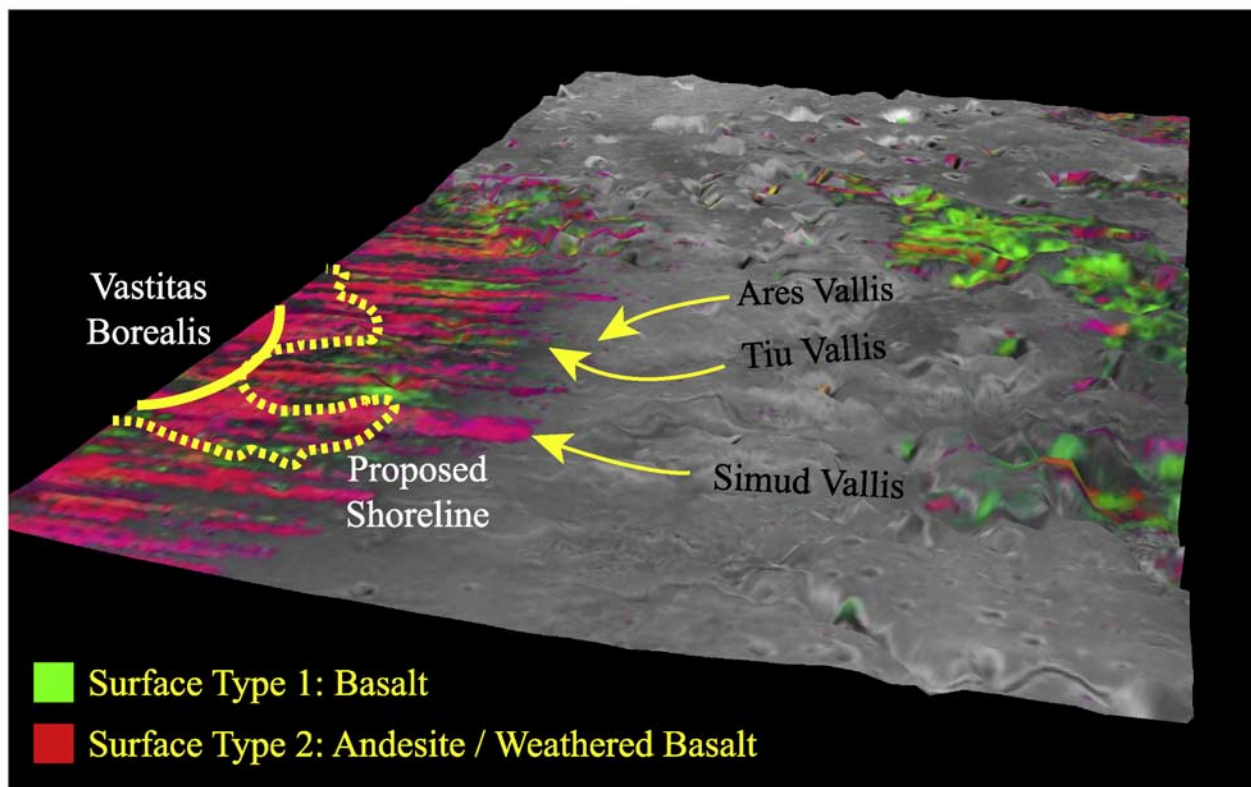 Vastitas
Borealis
Ares Vallis
Tiu Vallis
Proposed
Shoreline
Simud Vallis
Surface Type 1: Basalt
Surface Type 2: Andesite / Weathered Basalt